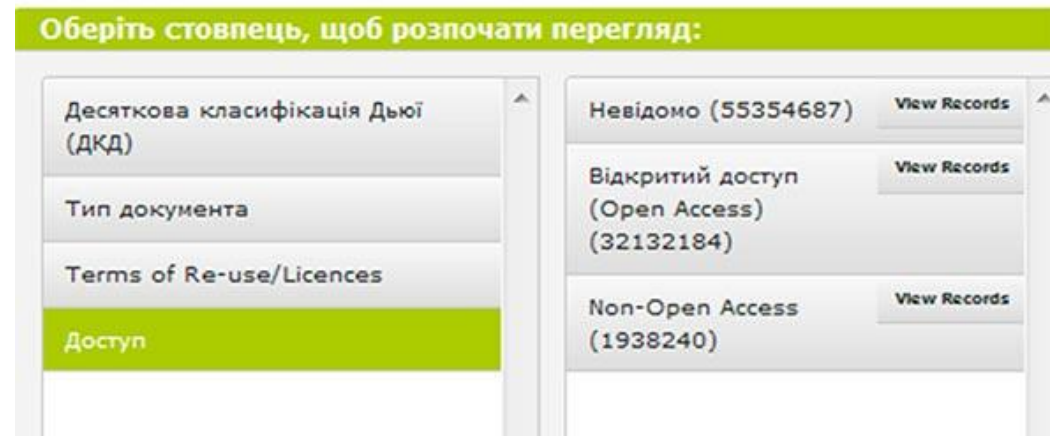 Оберіть стовпець, щоб розпочати перегляд:
Десяткова класифікація Дьюї
(ДКД)
Тип документа
Terms of Re-use/Licences
Доступ
Невідомо (55354687)
View Records
Відкритий доступ
(Open Access)
(32132184)
View Records
Non-Open Access
(1938240)
View Records